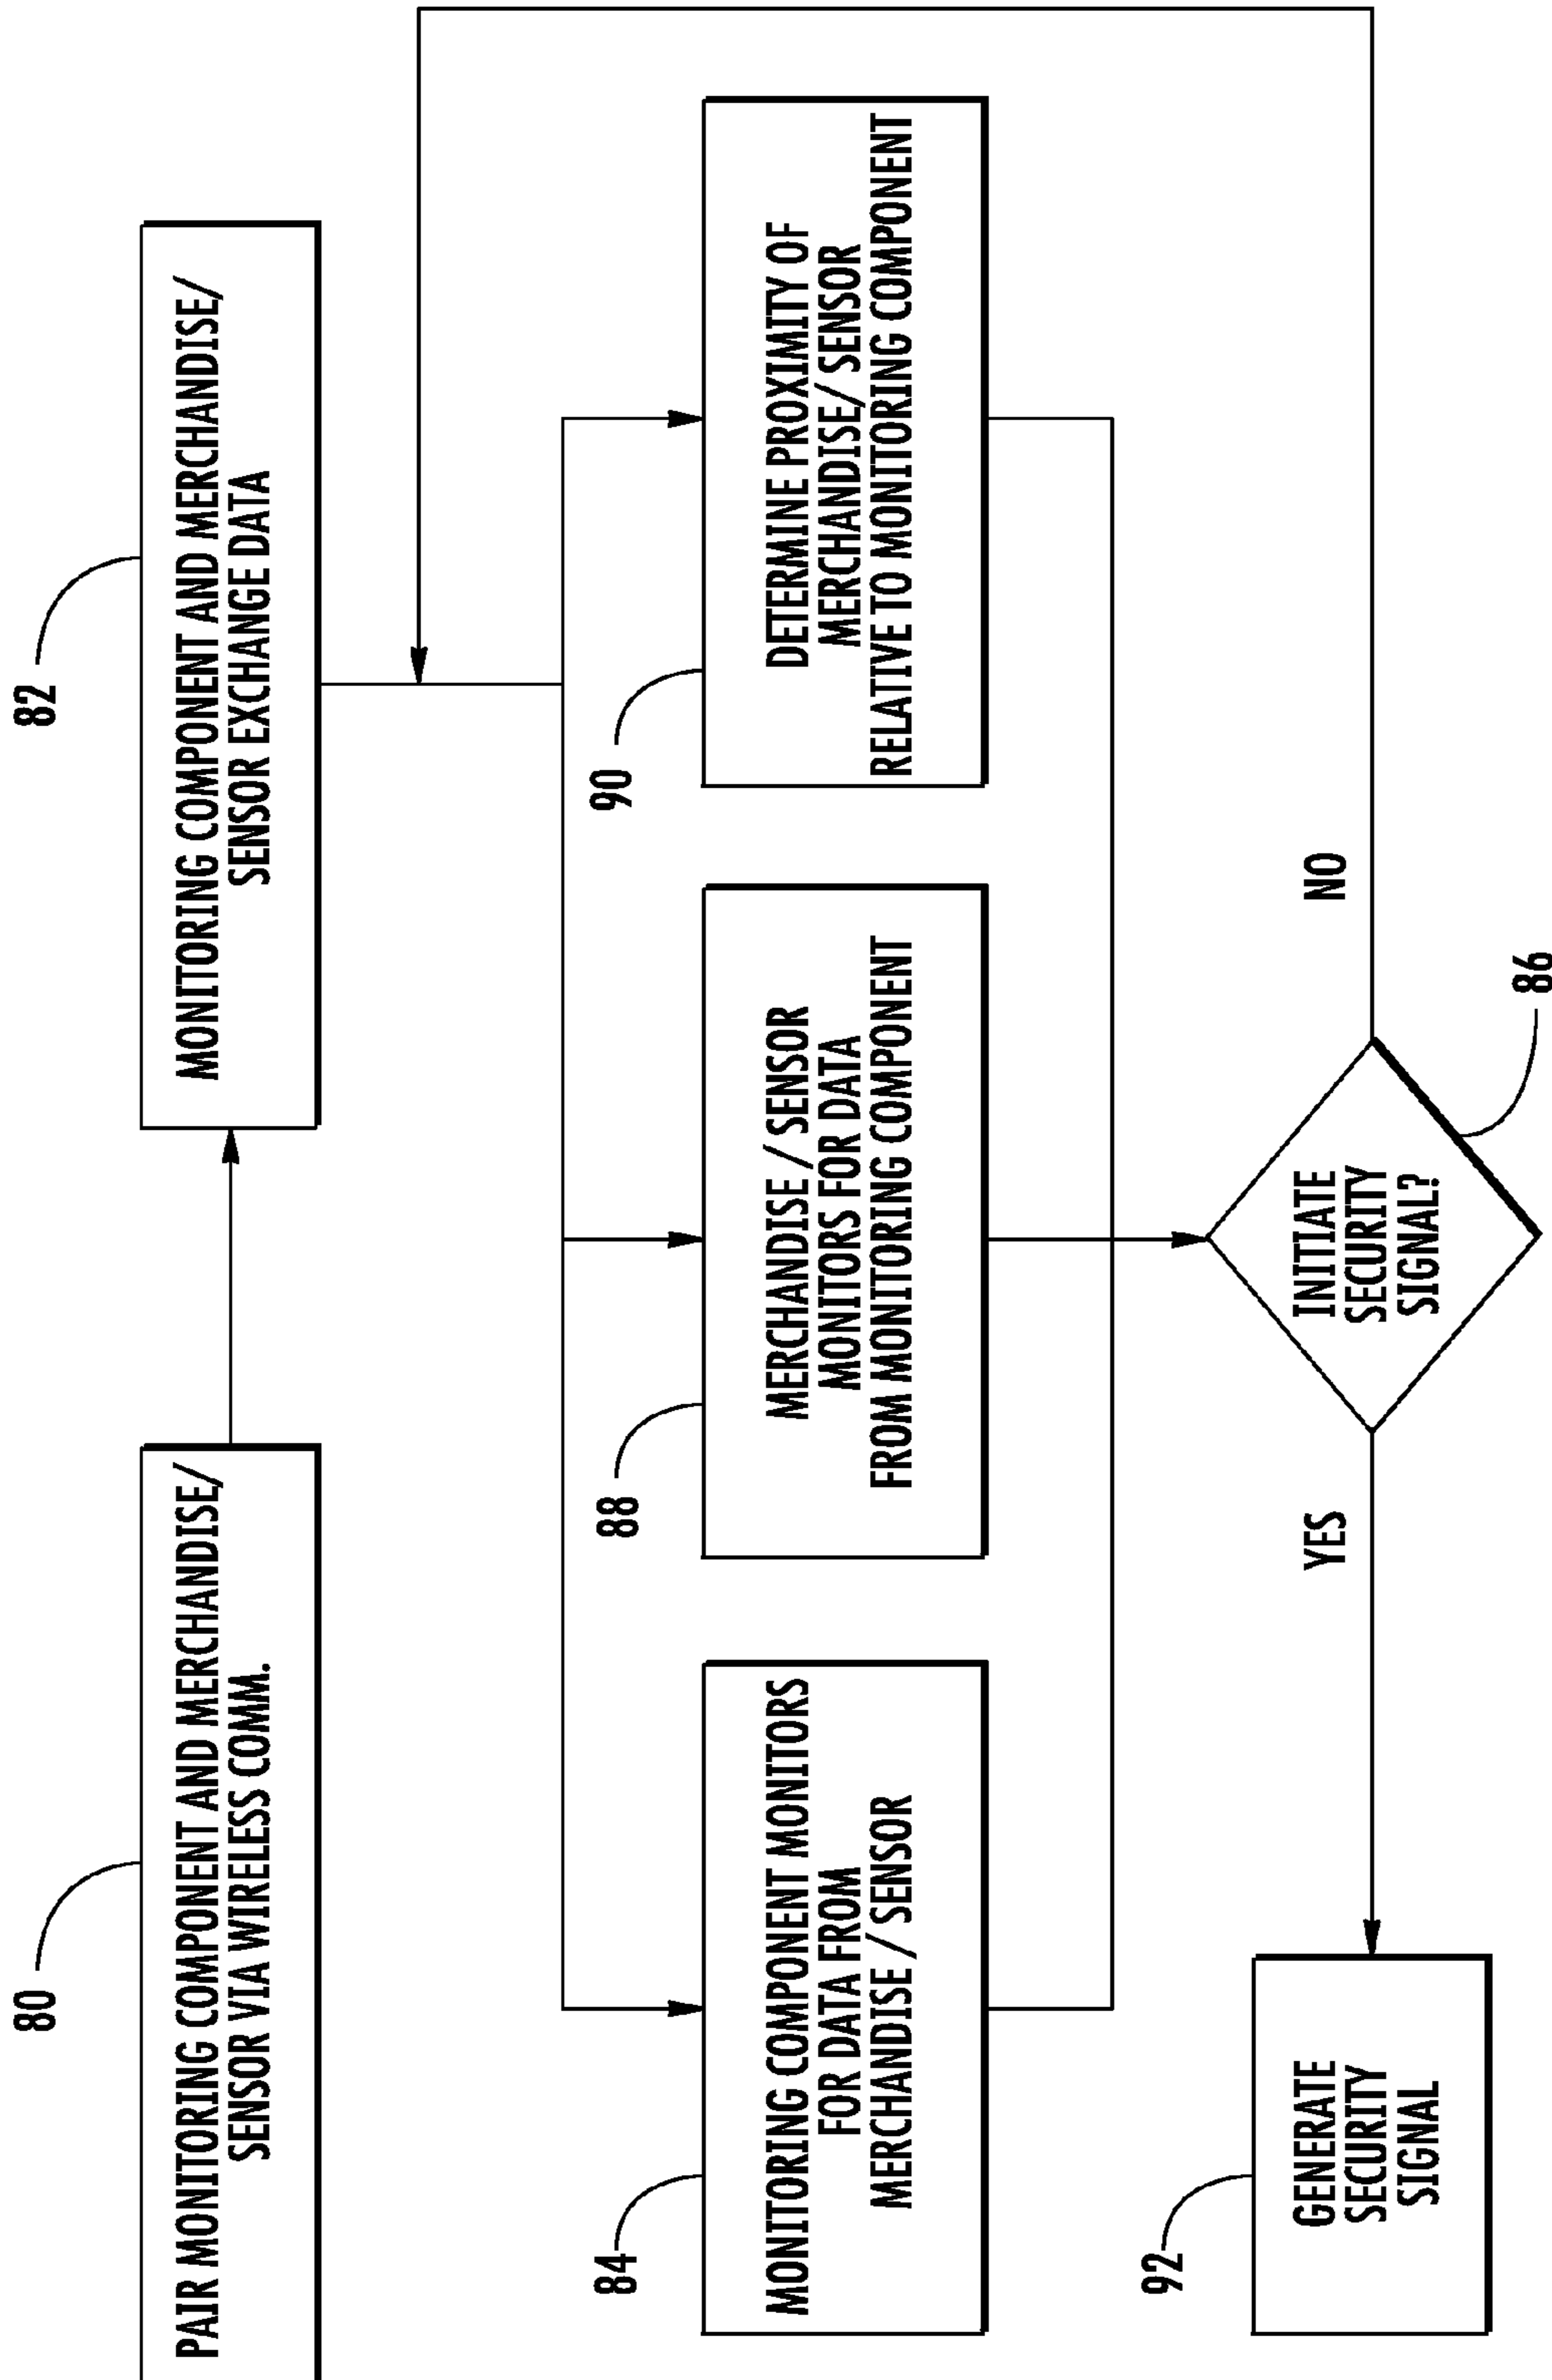 80
PAIR MONITORING COMPONENT AND MERCHANDISE/
SENSOR VIA WIRELESS COMM.
82
MONITORING COMPONENT AND MERCHANDISE/
SENSOR EXCHANGE DATA
84
MONITORING COMPONENT MONITORS
FOR DATA FROM
MERCHANDISE / SENSOR
88
MERCHANDISE / SENSOR
MONITORS FOR DATA
FROM MONITORING COMPONENT
90
DETERMINE PROXIMITY OF
MERCHANDISE/ SENSOR
RELATIVE TO MONITORING COMPONENT
92
GENERATE
SECURITY
SIGNAL
YES
INITIATE
SECURITY
SIGNAL?
NO
86